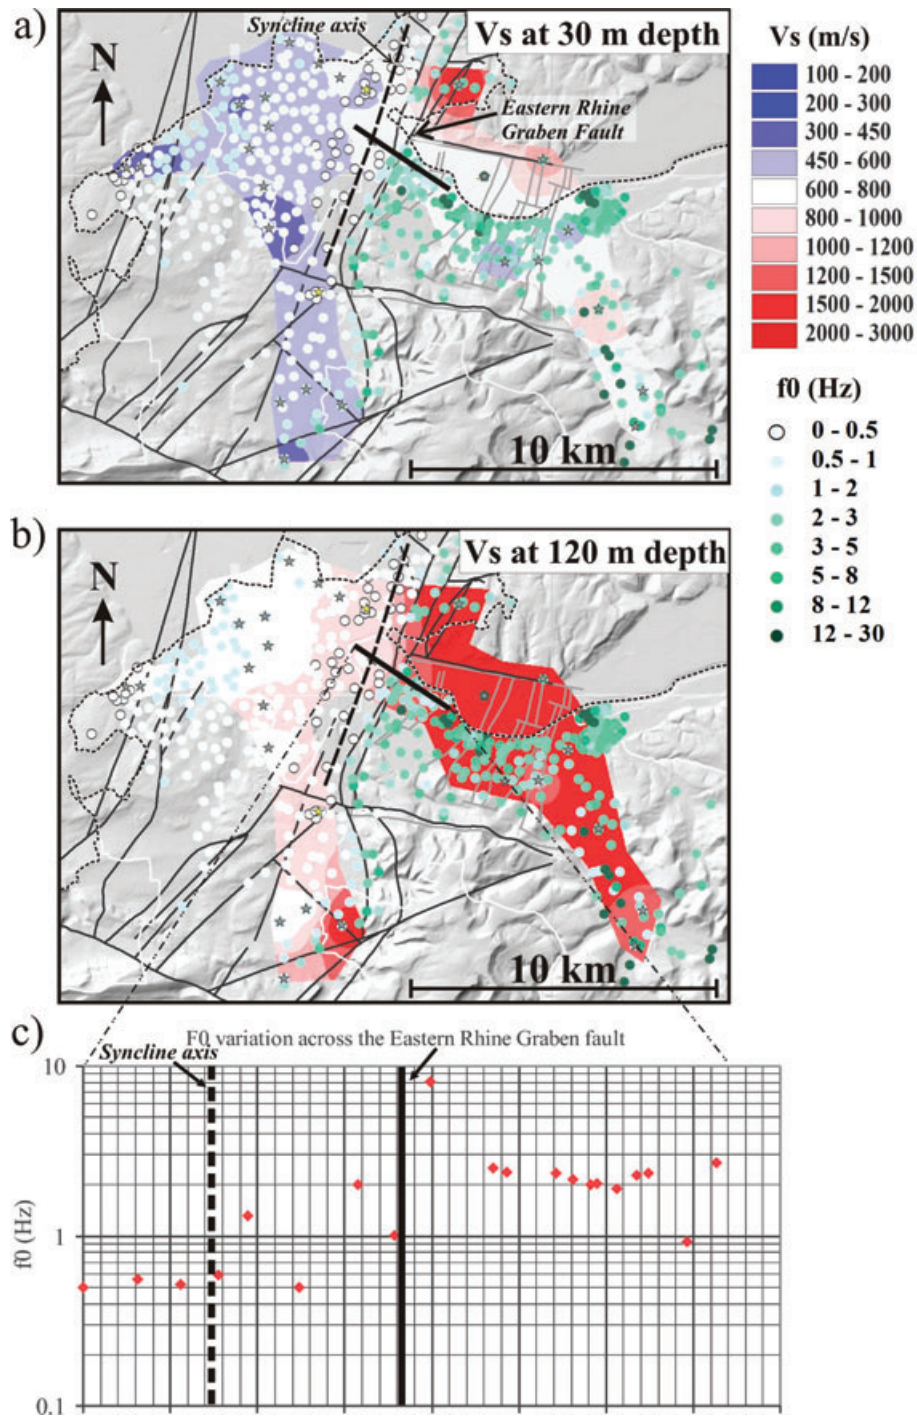 a)
Syncline axis
Vs at 30 m depth
N
Eastern Rhine
Graben Fault
10 km
Vs (m/s)
100 - 200
200 - 300
300 - 450
450 - 600
600 - 800
800 - 1000
1000 - 1200
1200 - 1500
1500 - 2000
2000 - 3000
f0 (Hz)
0 - 0.5
0.5 - 1
1 - 2
2 - 3
3 - 5
5 - 8
8 - 12
12 - 30
b)
Vs at 120 m depth
N
10 km
c)
F0 variation across the Eastern Rhine Graben fault
Syncline axis
10
1
0.1
f0 (Hz)